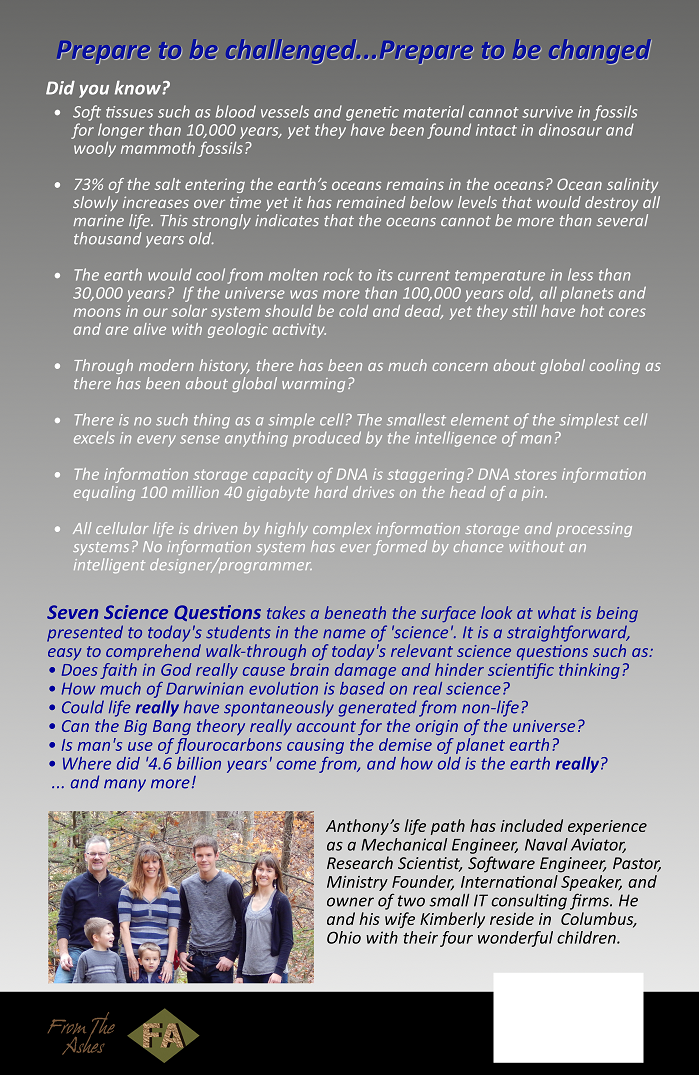 Prepare to be challenged...Prepare to be changed
Did you know?
• Soft tissues such as blood vessels and genetic material cannot survive in fossils
for longer than 10,000 years, yet they have been found intact in dinosaur and
wooly mammoth fossils?
• 73% of the salt entering the earth's oceans remains in the oceans? Ocean salinity
slowly increases over time yet it has remained below levels that would destroy all
marine life. This strongly indicates that the oceans cannot be more than several
thousand years old.
• The earth would cool from molten rock to its current temperature in less than
30,000 years? If the universe was more than 100,000 years old, all planets and
moons in our solar system should be cold and dead, yet they still have hot cores
and are alive with geologic activity.
• Through modern history, there has been as much concern about global cooling as
there has been about global warming?
• There is no such thing as a simple cell? The smallest element of the simplest cell
excels in every sense anything produced by the intelligence of man?
• The information storage capacity of DNA is staggering? DNA stores information
equaling 100 million 40 gigabyte hard drives on the head of a pin.
• All cellular life is driven by highly complex information storage and processing
systems? No information system has ever formed by chance without an
intelligent designer/programmer.
Seven Science Questions takes a beneath the surface look at what is being
presented to today's students in the name of 'science'. It is a straightforward,
easy to comprehend walk-through of today's relevant science questions such as:
• Does faith in God really cause brain damage and hinder scientific thinking?
• How much of Darwinian evolution is based on real science?
• Could life really have spontaneously generated from non-life?
• Can the Big Bang theory really account for the origin of the universe?
• Is man's use of flourocarbons causing the demise of planet earth?
• Where did '4.6 billion years' come from, and how old is the earth really?
... and many more!
Anthony's life path has included experience
as a Mechanical Engineer, Naval Aviator,
Research Scientist, Software Engineer, Pastor,
Ministry Founder, International Speaker, and
owner of two small IT consulting firms. He
and his wife Kimberly reside in Columbus,
Ohio with their four wonderful children.
From The
Ashes
FA